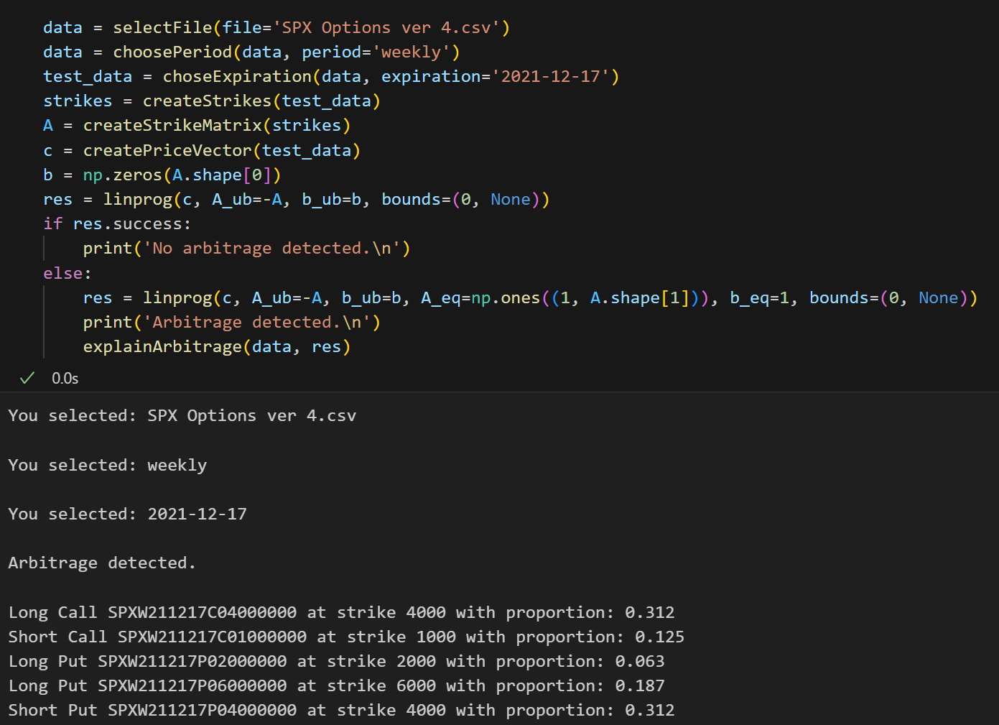 data = selectFile(file='SPX Options ver 4.csv')
data = choosePeriod(data, period='weekly')
test_data = choseExpiration(data, expiration='2021-12-17')
strikes = createStrikes(test_data)
A = createStrikeMatrix(strikes)
c = createPriceVector(test_data)
b = np.zeros(A.shape[0])
res = linprog(c, A_ub=-A, b_ub=b, bounds=(0, None))
if res.success:
    print('No arbitrage detected.\n')
else:
    res = linprog(c, A_ub=-A, b_ub=b, A_eq=np.ones((1, A.shape[1])), b_eq=1, bounds=(0, None))
    print('Arbitrage detected.\n')
    explainArbitrage(data, res)
0.0s
You selected: SPX Options ver 4.csv
You selected: weekly
You selected: 2021-12-17
Arbitrage detected.
Long Call SPXW211217C04000000 at strike 4000 with proportion: 0.312
Short Call SPXW211217C01000000 at strike 1000 with proportion: 0.125
Long Put SPXW211217P02000000 at strike 2000 with proportion: 0.063
Long Put SPXW211217P06000000 at strike 6000 with proportion: 0.187
Short Put SPXW211217P04000000 at strike 4000 with proportion: 0.312